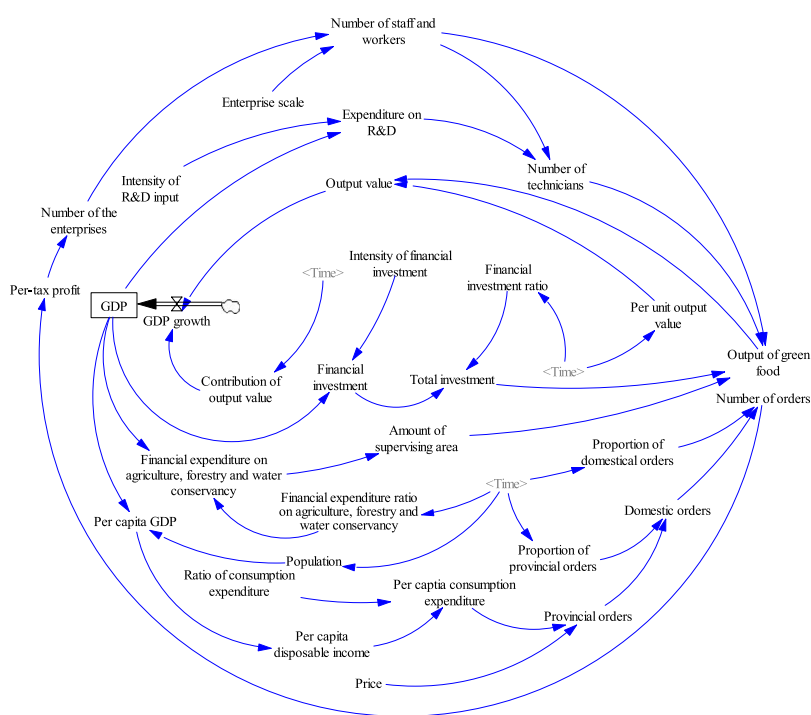 Number of staff and
workers
Enterprise scale
Expenditure on
R&D
Intensity of
R&D input
Number of
technicians
Output value
Number of the
enterprises
Per-tax profit
GDP
GDP growth
<Time>
Intensity of financial
investment
Financial
investment ratio
Per unit output
value
Contribution of
output value
Financial
investment
Total investment
<Time>
Output of green
food
Number of orders
Amount of
supervising area
Proportion of
domestical orders
Financial expenditure on
agriculture, forestry and water
conservancy
<Time>
Financial expenditure ratio
on agriculture, forestry and
water conservancy
Domestic orders
Per capita GDP
Population
Proportion of
provincial orders
Ratio of consumption
expenditure
Per captia consumption
expenditure
Provincial orders
Per capita
disposable income
Price